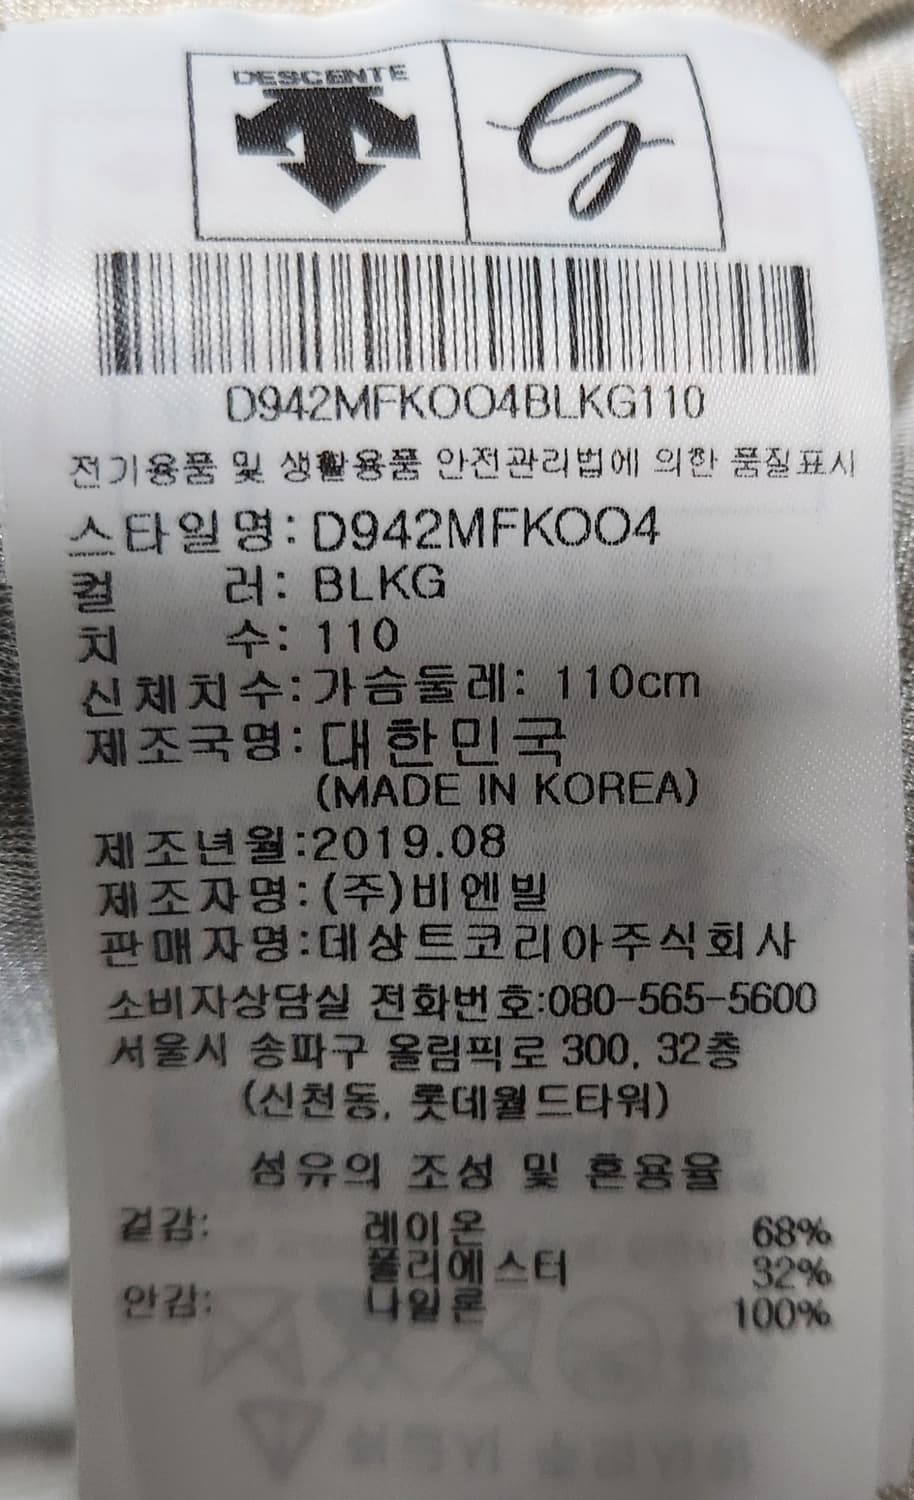 DESCENTE
D942MFK004BLKG110
전기용품 및 생활용품 안전관리법에 의한 품질표시
스타일명: D942MFK004
컬 러: BLKG
치 수: 110
신체치수: 가슴둘레: 110cm
제조국명: 대한민국
(MADE IN KOREA)
제조년월:2019.08
제조자명: (주)비엔빌
판매자명:데상트코리아주식회사
소비자상담실 전화번호:080-565-5600
서울시 송파구 올림픽로 300, 32층
(신천동, 롯데월드타워)
섬유의 조성 및 혼용율
겉감: 레이온 68%
폴리에스터 32%
안감: 나일론 100%